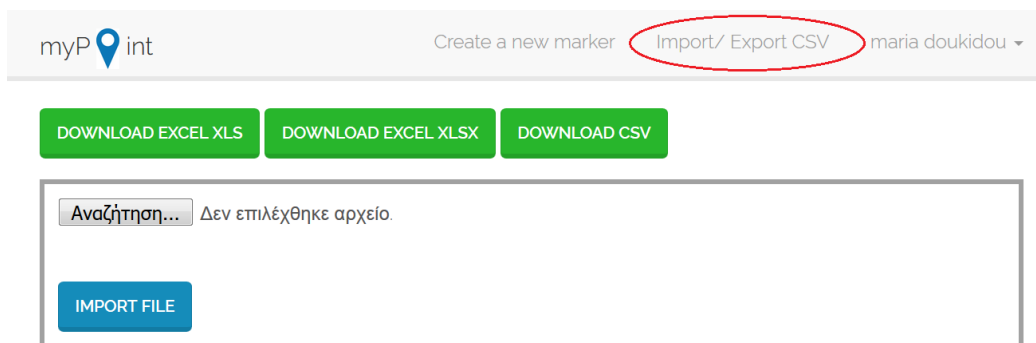 myP int Create a new marker Import/ Export CSV maria doukidou
DOWNLOAD EXCEL XLS DOWNLOAD EXCEL XLSX DOWNLOAD CSV
Αναζήτηση... Δεν επιλέχθηκε αρχείο.
IMPORT FILE